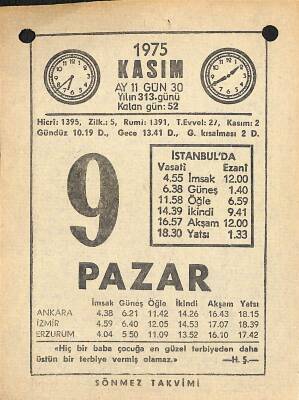 1975
KASIM
AY 11 GÜN 30
Yılın 313. günü
Kalan gün: 52
Hicri: 1395, Zilk.: 5, Rumi: 1391, T.Evvel: 27, Kasım: 2
Gündüz 10.19 D., Gece 13.41 D., G. kısalması 2 D.
9
İSTANBUL'DA
Vasati Ezani
4.55 İmsak 12.00
6.38 Güneş 1.40
11.58 Öğle 6.59
14.39 İkindi 9.41
16.57 Akşam 12.00
18.30 Yatsı 1.33
PAZAR
İmsak Güneş Öğle İkindi Akşam Yatsı
ANKARA 4.38 6.21 11.42 14.26 16.43 18.15
İZMİR 4.59 6.40 12.05 14.53 17.07 18.39
ERZURUM 4.04 5.50 11.09 13.52 16.10 17.42
«Hiç bir baba çocuğa en güzel terbiyeden daha
üstün bir terbiye vermiş olamaz.» —H. Ş.—
SÖNMEZ TAKVİMİ